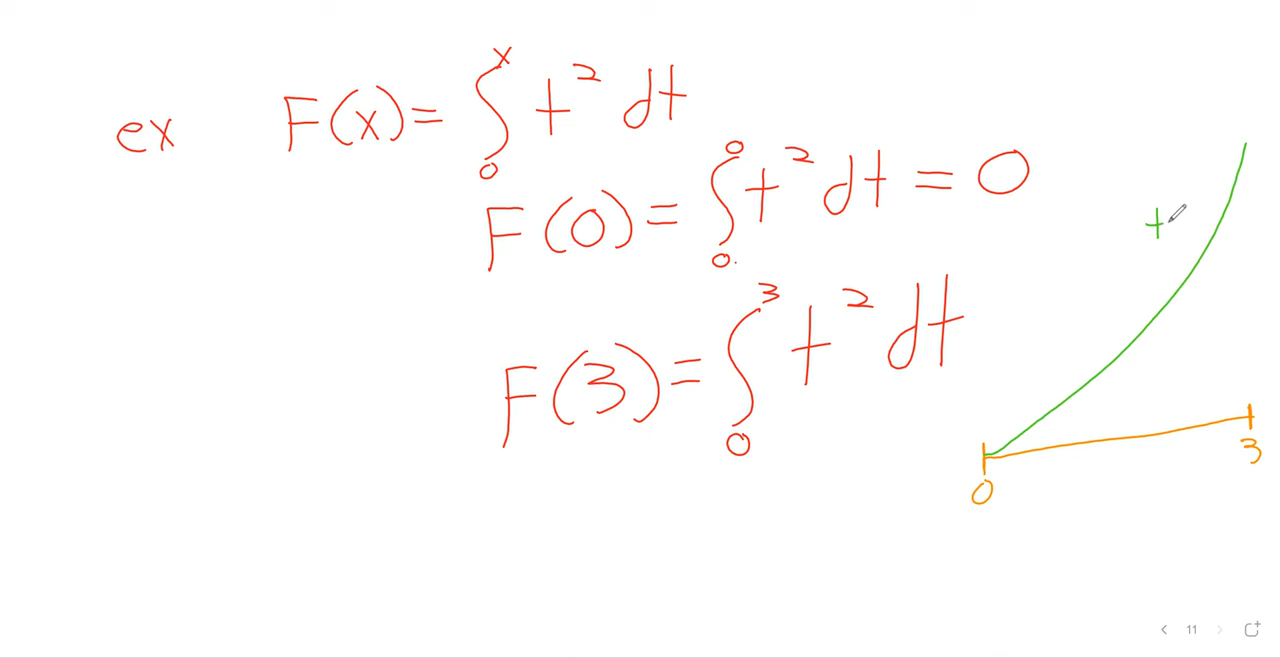 ex F(x) = ∫₀ˣ t² dt
F(0) = ∫₀⁰ t² dt = 0
F(3) = ∫₀³ t² dt
t
0 3
11